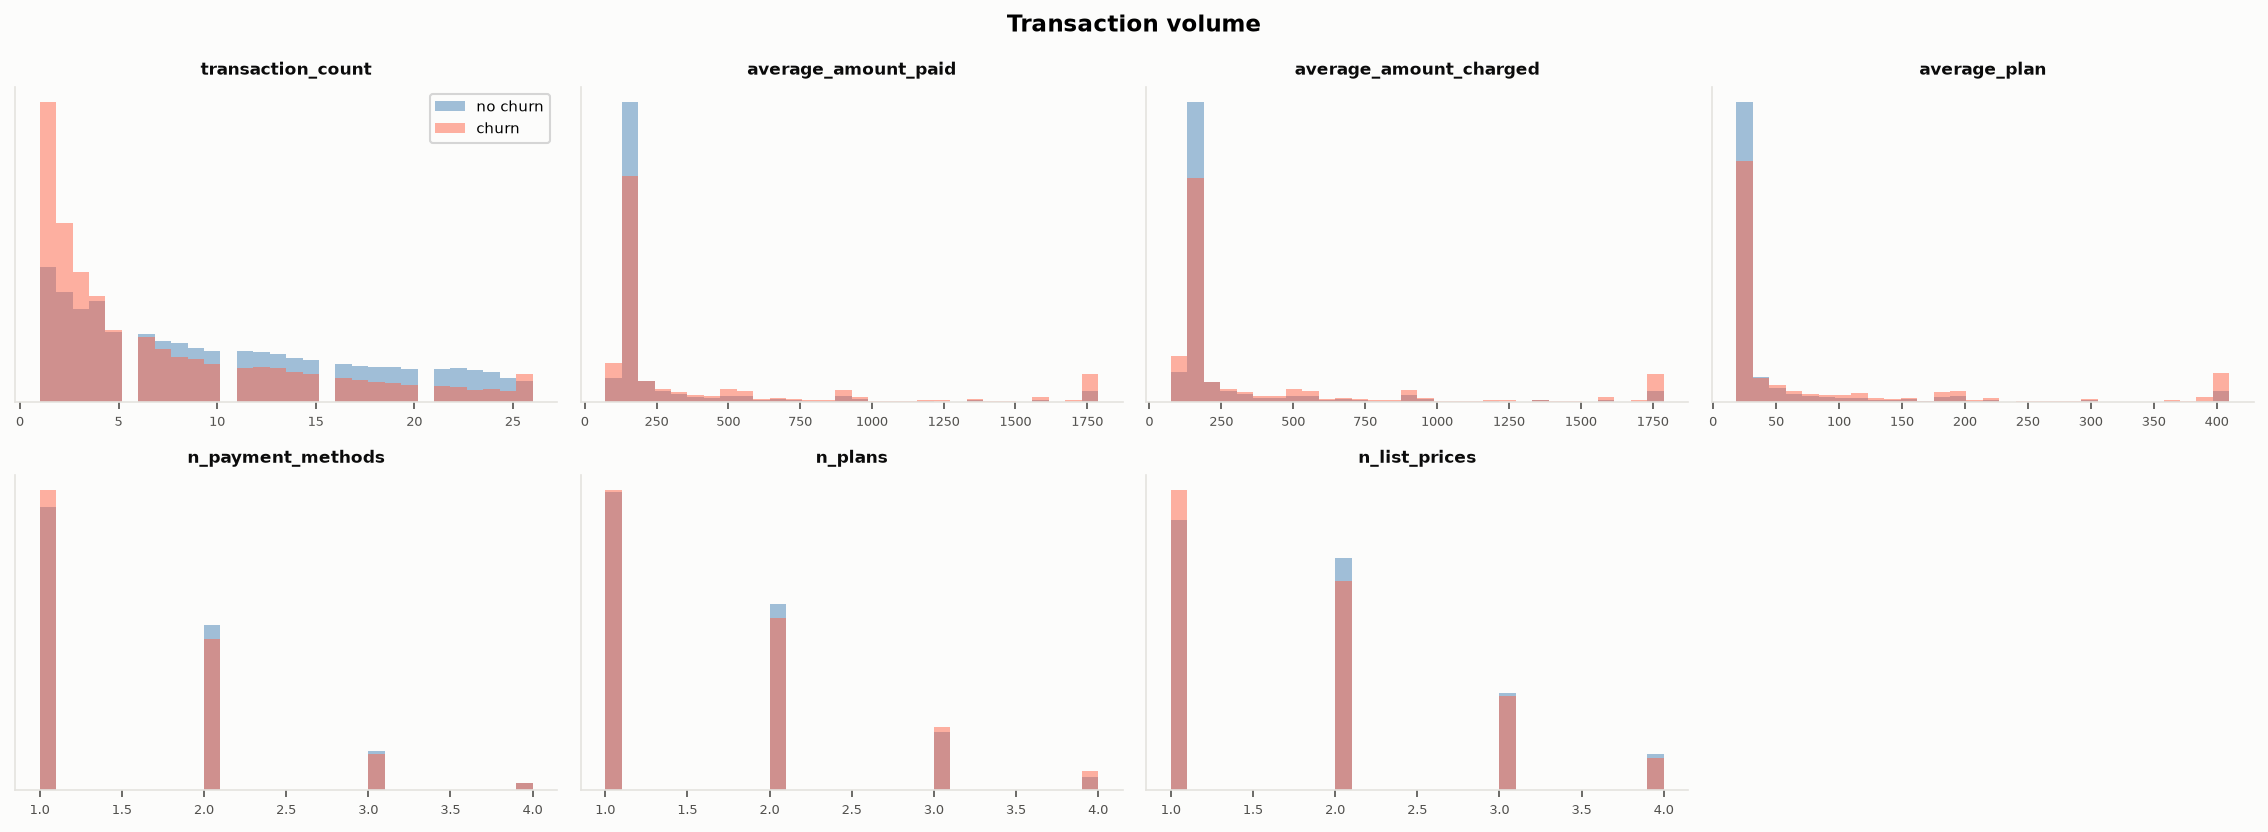 Transaction volume
transaction_count
no churn
churn
0 5 10 15 20 25
average_amount_paid
0 250 500 750 1000 1250 1500 1750
average_amount_charged
0 250 500 750 1000 1250 1500 1750
average_plan
0 50 100 150 200 250 300 350 400
n_payment_methods
1.0 1.5 2.0 2.5 3.0 3.5 4.0
n_plans
1.0 1.5 2.0 2.5 3.0 3.5 4.0
n_list_prices
1.0 1.5 2.0 2.5 3.0 3.5 4.0